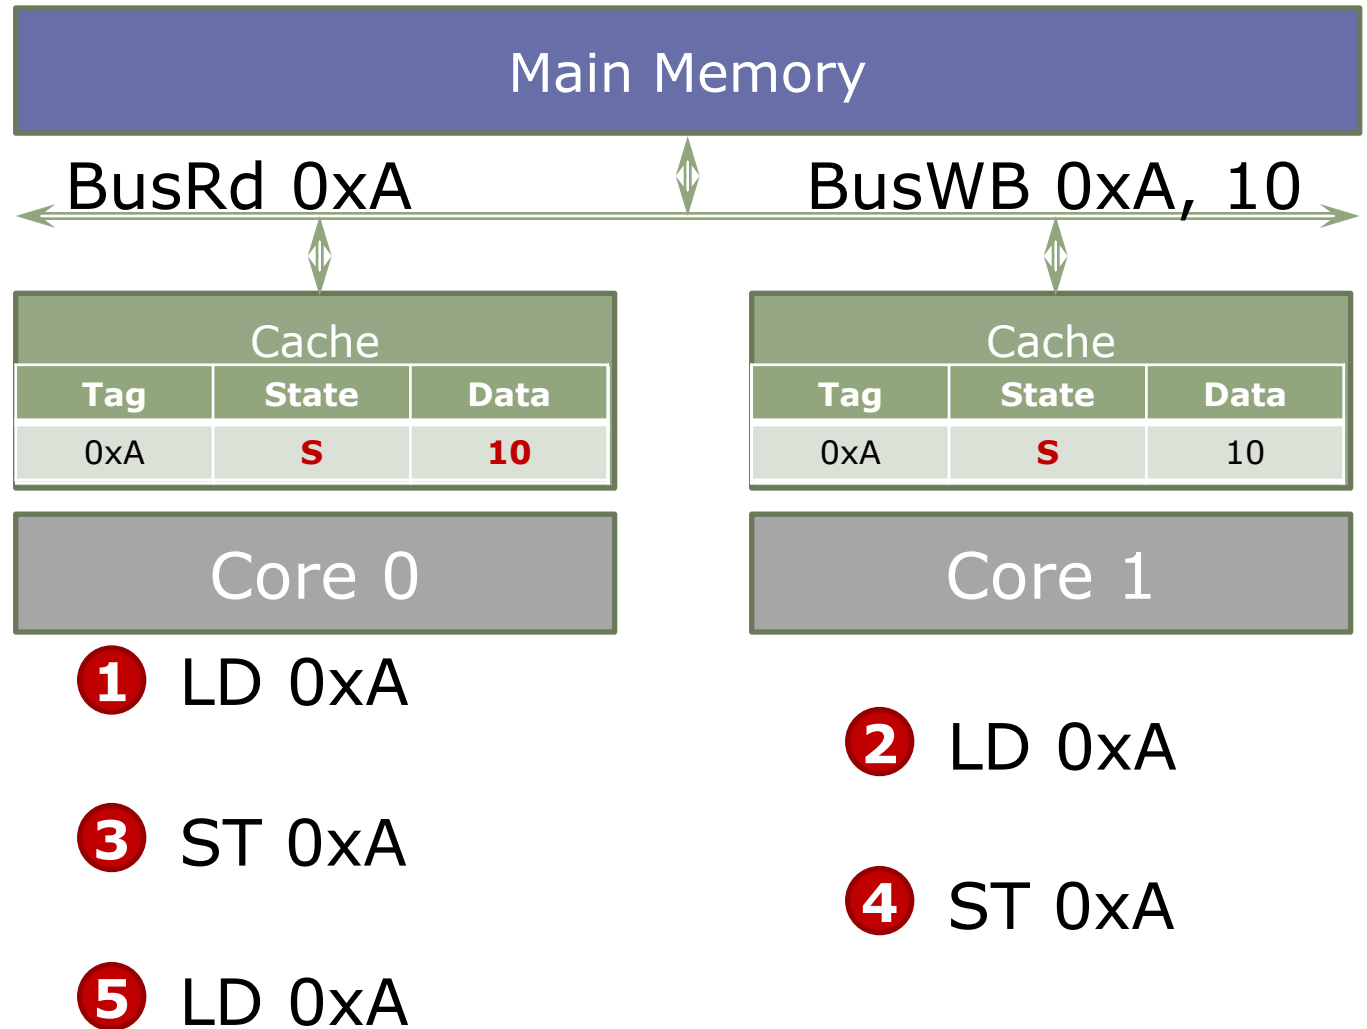 Main Memory
BusRd 0xA
BusWB 0xA, 10
Cache
Tag State Data
0xA S 10
Cache
Tag State Data
0xA S 10
Core 0
Core 1
1 LD 0xA
2 LD 0xA
3 ST 0xA
4 ST 0xA
5 LD 0xA